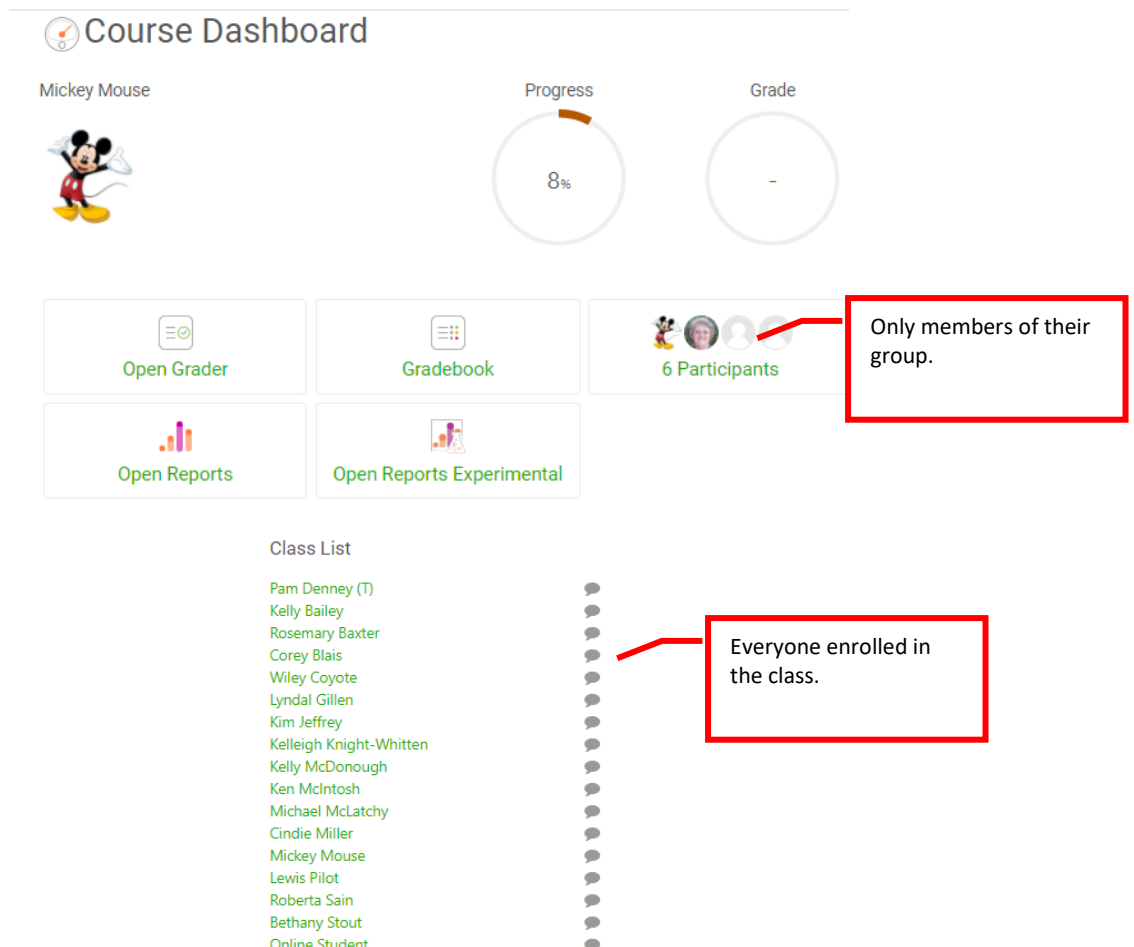 Course Dashboard
Mickey Mouse
Progress
Grade
8%
-
Open Grader
Gradebook
6 Participants
Only members of their
group.
Open Reports
Open Reports Experimental
Class List
Pam Denney (T)
Kelly Bailey
Rosemary Baxter
Corey Blais
Wiley Coyote
Lyndal Gillen
Kim Jeffrey
Kelleigh Knight-Whitten
Kelly McDonough
Ken McIntosh
Michael McLatchy
Cindie Miller
Mickey Mouse
Lewis Pilot
Roberta Sain
Bethany Stout
Online Student
Everyone enrolled in
the class.